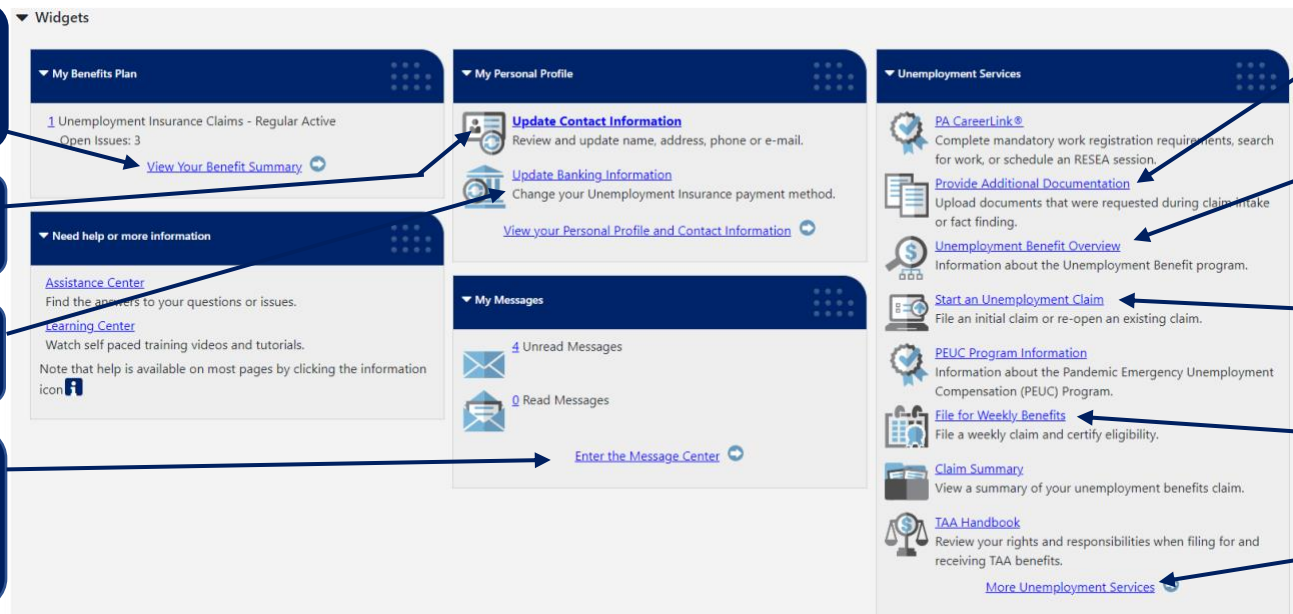 Widgets
My Benefits Plan
1 Unemployment Insurance Claims - Regular Active
Open Issues: 3
View Your Benefit Summary
Need help or more information
Assistance Center
Find the answers to your questions or issues.
Learning Center
Watch self paced training videos and tutorials.
Note that help is available on most pages by clicking the information
icon i
My Personal Profile
Update Contact Information
Review and update name, address, phone or e-mail.
Update Banking Information
Change your Unemployment Insurance payment method.
View your Personal Profile and Contact Information
My Messages
4 Unread Messages
0 Read Messages
Enter the Message Center
Unemployment Services
PA CareerLink®
Complete mandatory work registration requirements, search
for work, or schedule an RESEA session.
Provide Additional Documentation
Upload documents that were requested during claim intake
or fact finding.
Unemployment Benefit Overview
Information about the Unemployment Benefit program.
Start an Unemployment Claim
File an initial claim or re-open an existing claim.
PEUC Program Information
Information about the Pandemic Emergency Unemployment
Compensation (PEUC) Program.
File for Weekly Benefits
File a weekly claim and certify eligibility.
Claim Summary
View a summary of your unemployment benefits claim.
TAA Handbook
Review your rights and responsibilities when filing for and
receiving TAA benefits.
More Unemployment Services